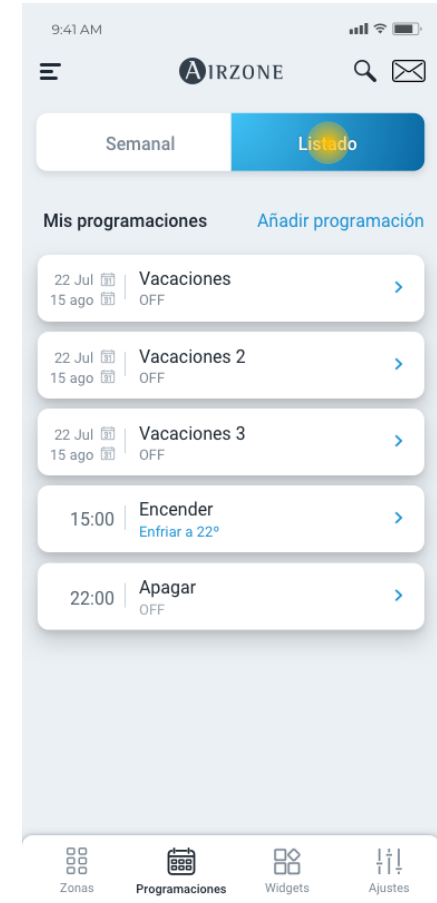 9:41 AM
AIRZONE
Semanal
Listado
Mis programaciones
Añadir programación
22 Jul
15 ago
Vacaciones
OFF
22 Jul
15 ago
Vacaciones 2
OFF
22 Jul
15 ago
Vacaciones 3
OFF
15:00
Encender
Enfriar a 22º
22:00
Apagar
OFF
Zonas
Programaciones
Widgets
Ajustes